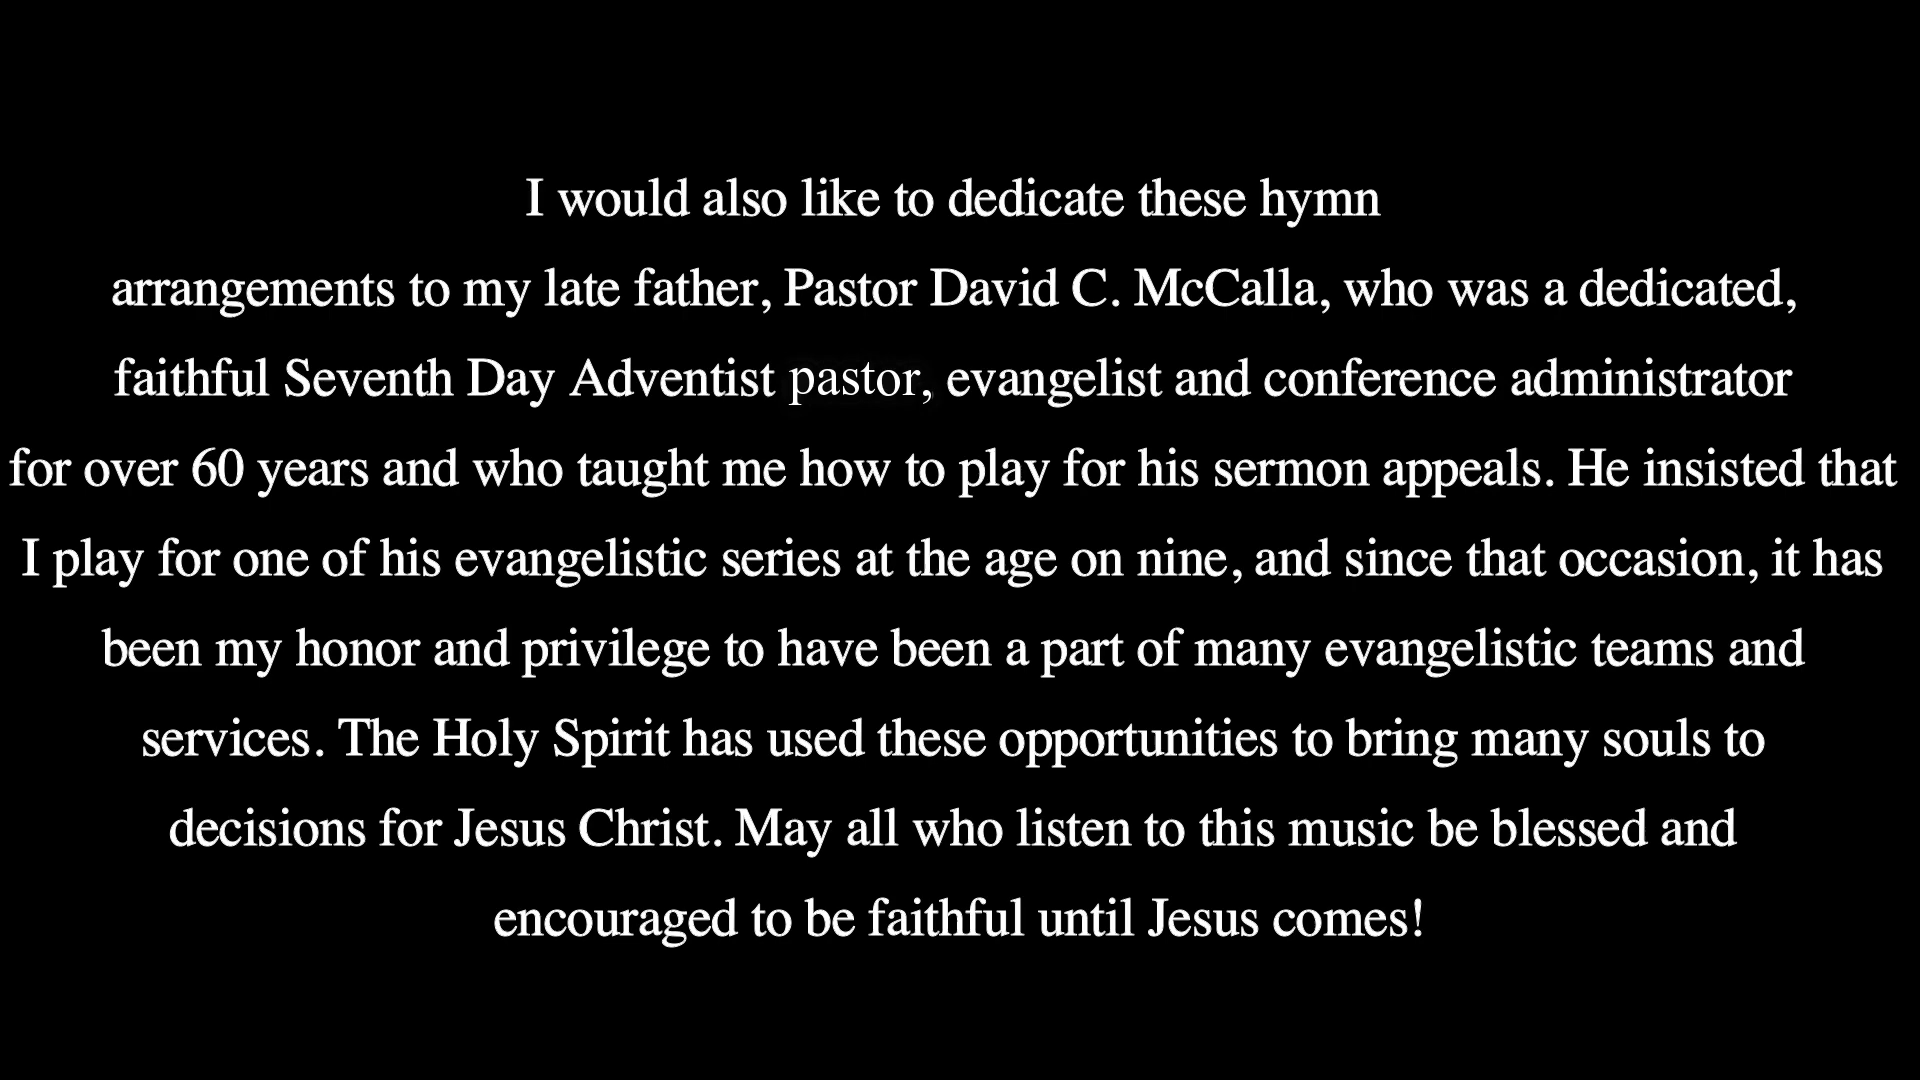 I would also like to dedicate these hymn
arrangements to my late father, Pastor David C. McCalla, who was a dedicated,
faithful Seventh Day Adventist pastor, evangelist and conference administrator
for over 60 years and who taught me how to play for his sermon appeals. He insisted that
I play for one of his evangelistic series at the age on nine, and since that occasion, it has
been my honor and privilege to have been a part of many evangelistic teams and
services. The Holy Spirit has used these opportunities to bring many souls to
decisions for Jesus Christ. May all who listen to this music be blessed and
encouraged to be faithful until Jesus comes!